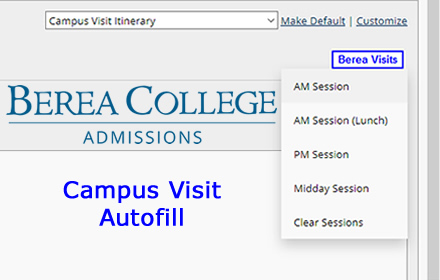 Campus Visit Itinerary Make Default | Customize
Berea Visits
AM Session
AM Session (Lunch)
PM Session
Midday Session
Clear Sessions
BEREA COLLEGE
ADMISSIONS
Campus Visit
Autofill